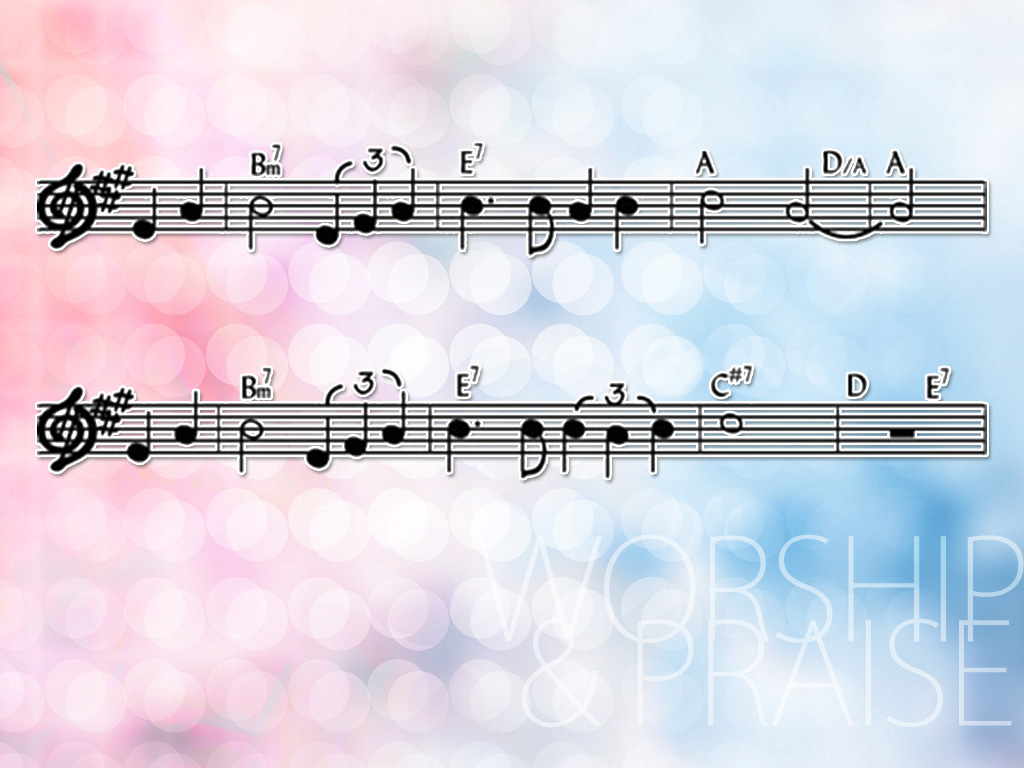 Bm7 3 E7 A D/A A
Bm7 3 E7 3 C#7 D E7
WORSHIP
& PRAISE